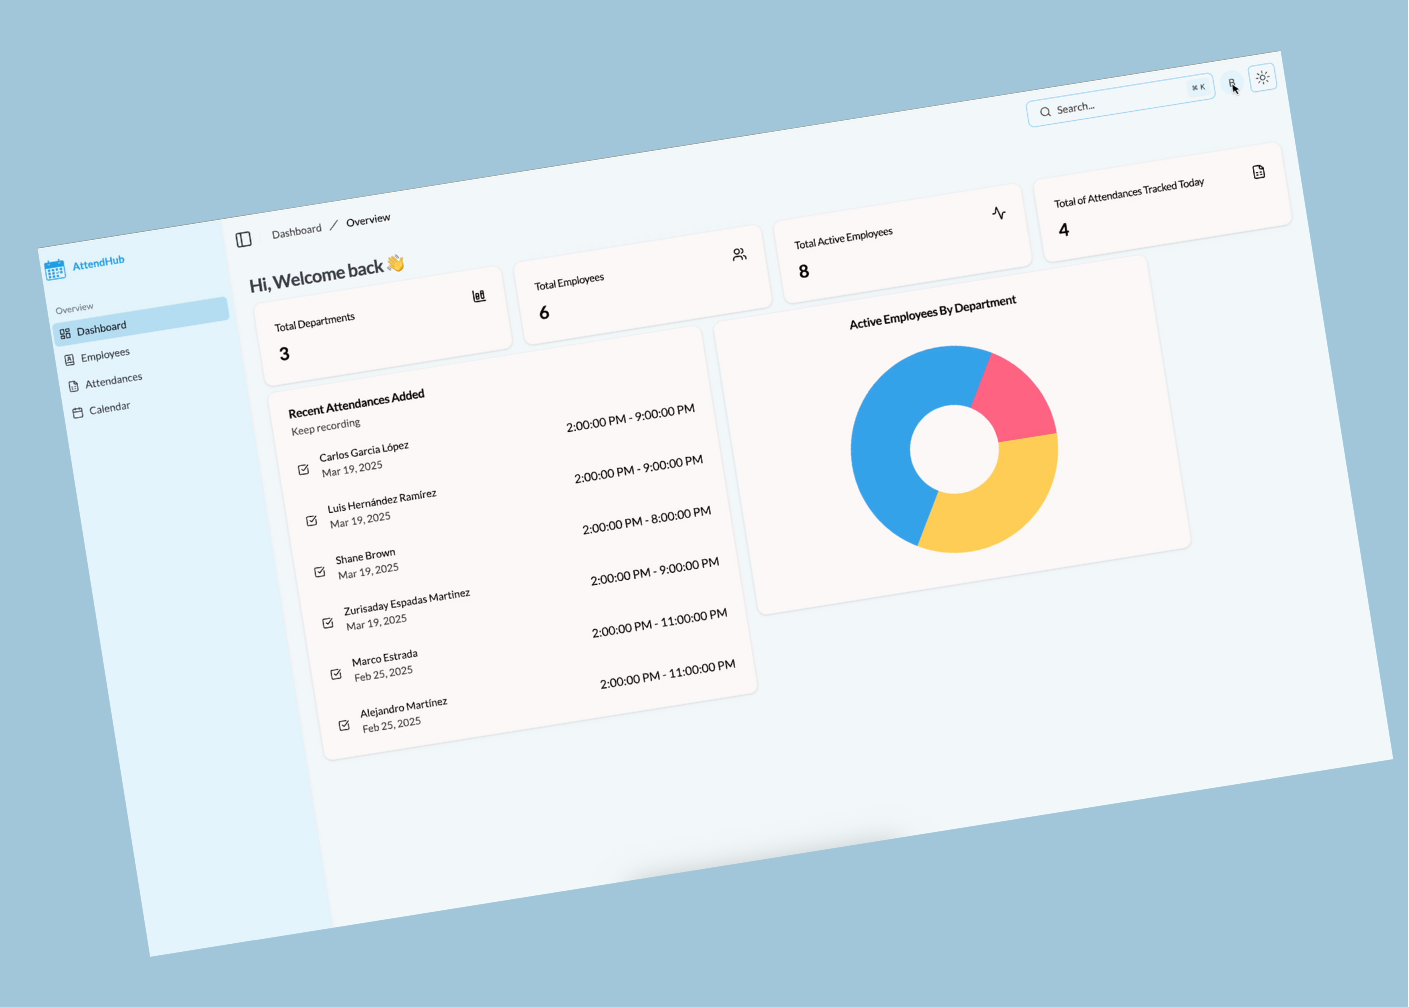 Search...
⌘ K
B
AttendHub
Overview
Dashboard
Employees
Attendances
Calendar
Dashboard / Overview
Hi, Welcome back 👋
Total Departments
3
Total Employees
6
Total Active Employees
8
Total of Attendances Tracked Today
4
Recent Attendances Added
Keep recording
Carlos Garcia López
Mar 19, 2025
2:00:00 PM - 9:00:00 PM
Luis Hernández Ramírez
Mar 19, 2025
2:00:00 PM - 9:00:00 PM
Shane Brown
Mar 19, 2025
2:00:00 PM - 8:00:00 PM
Zurisaday Espadas Martinez
Mar 19, 2025
2:00:00 PM - 9:00:00 PM
Marco Estrada
Feb 25, 2025
2:00:00 PM - 11:00:00 PM
Alejandro Martínez
Feb 25, 2025
2:00:00 PM - 11:00:00 PM
Active Employees By Department